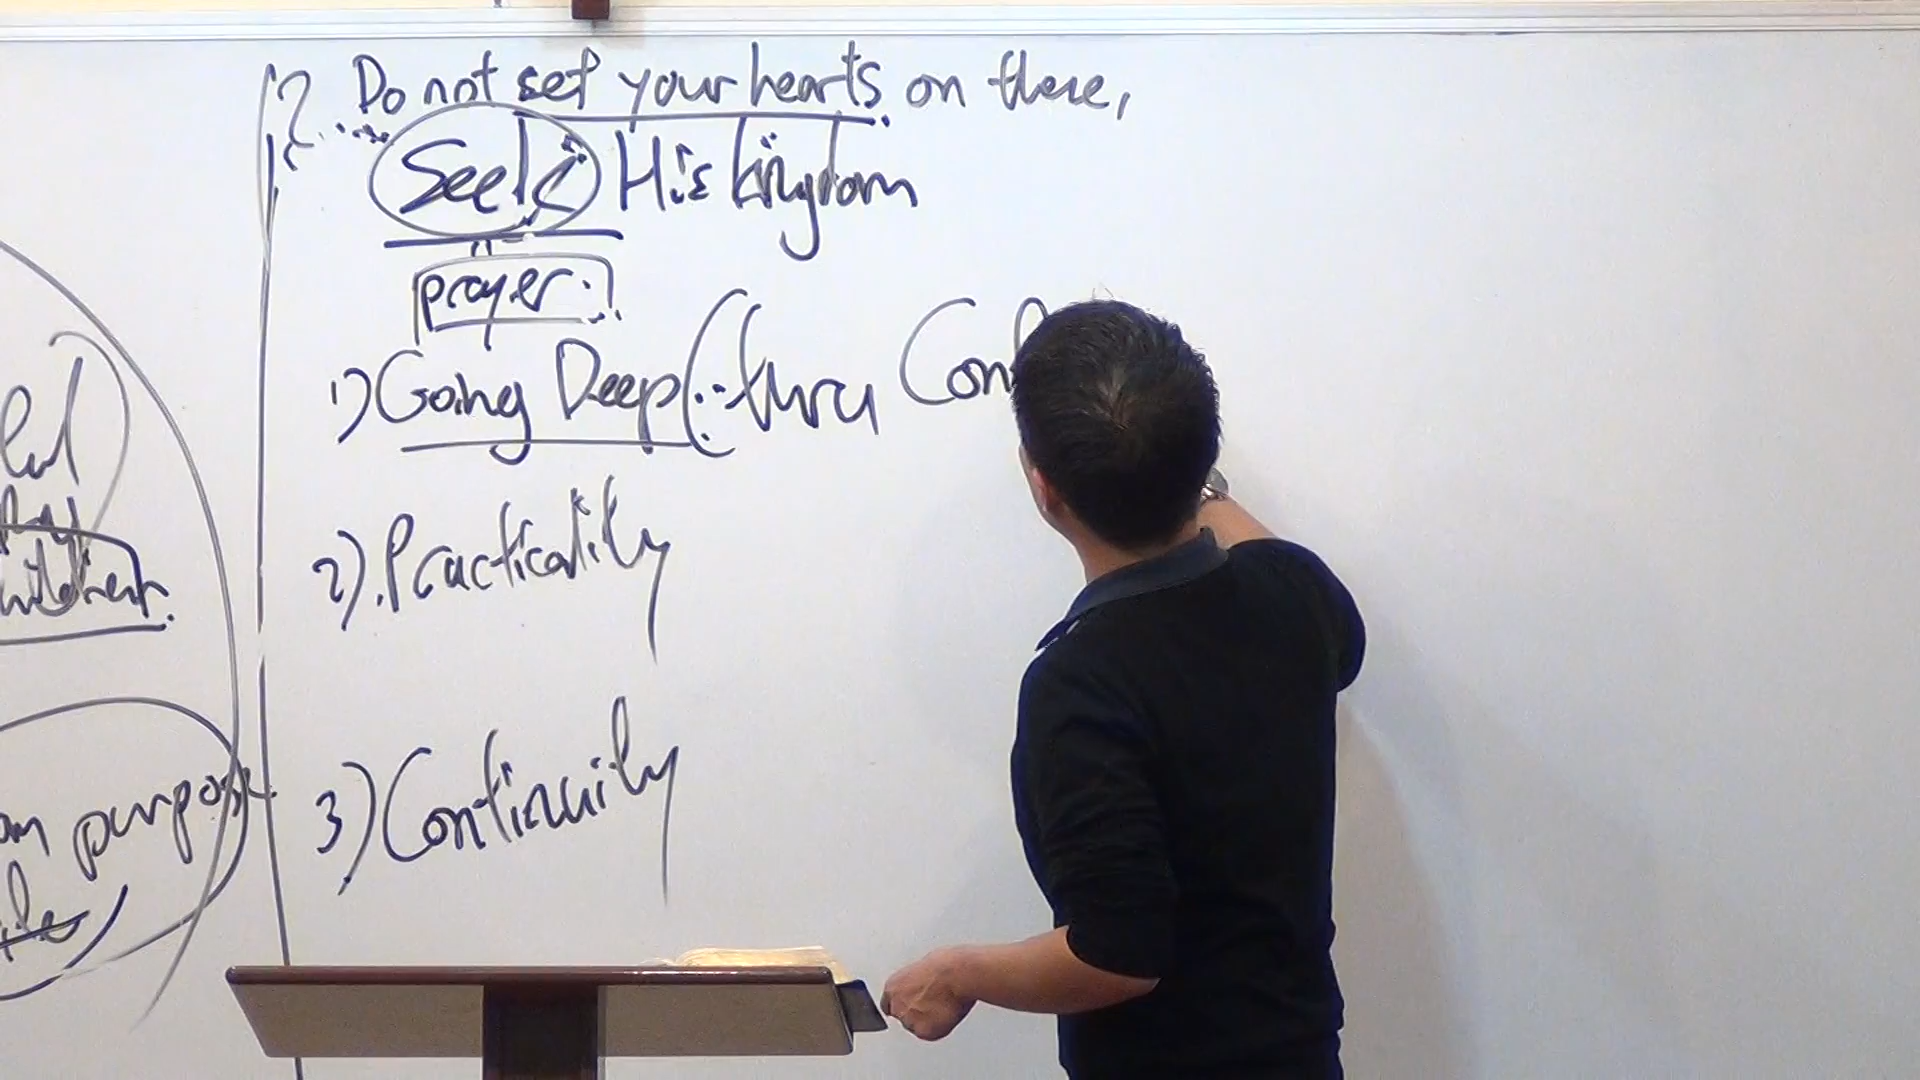 2. Do not set your hearts on these,
Seek His kingdom
prayer.
1) Going Deep (thru Con
2) Practicality
3) Continuity
purpose